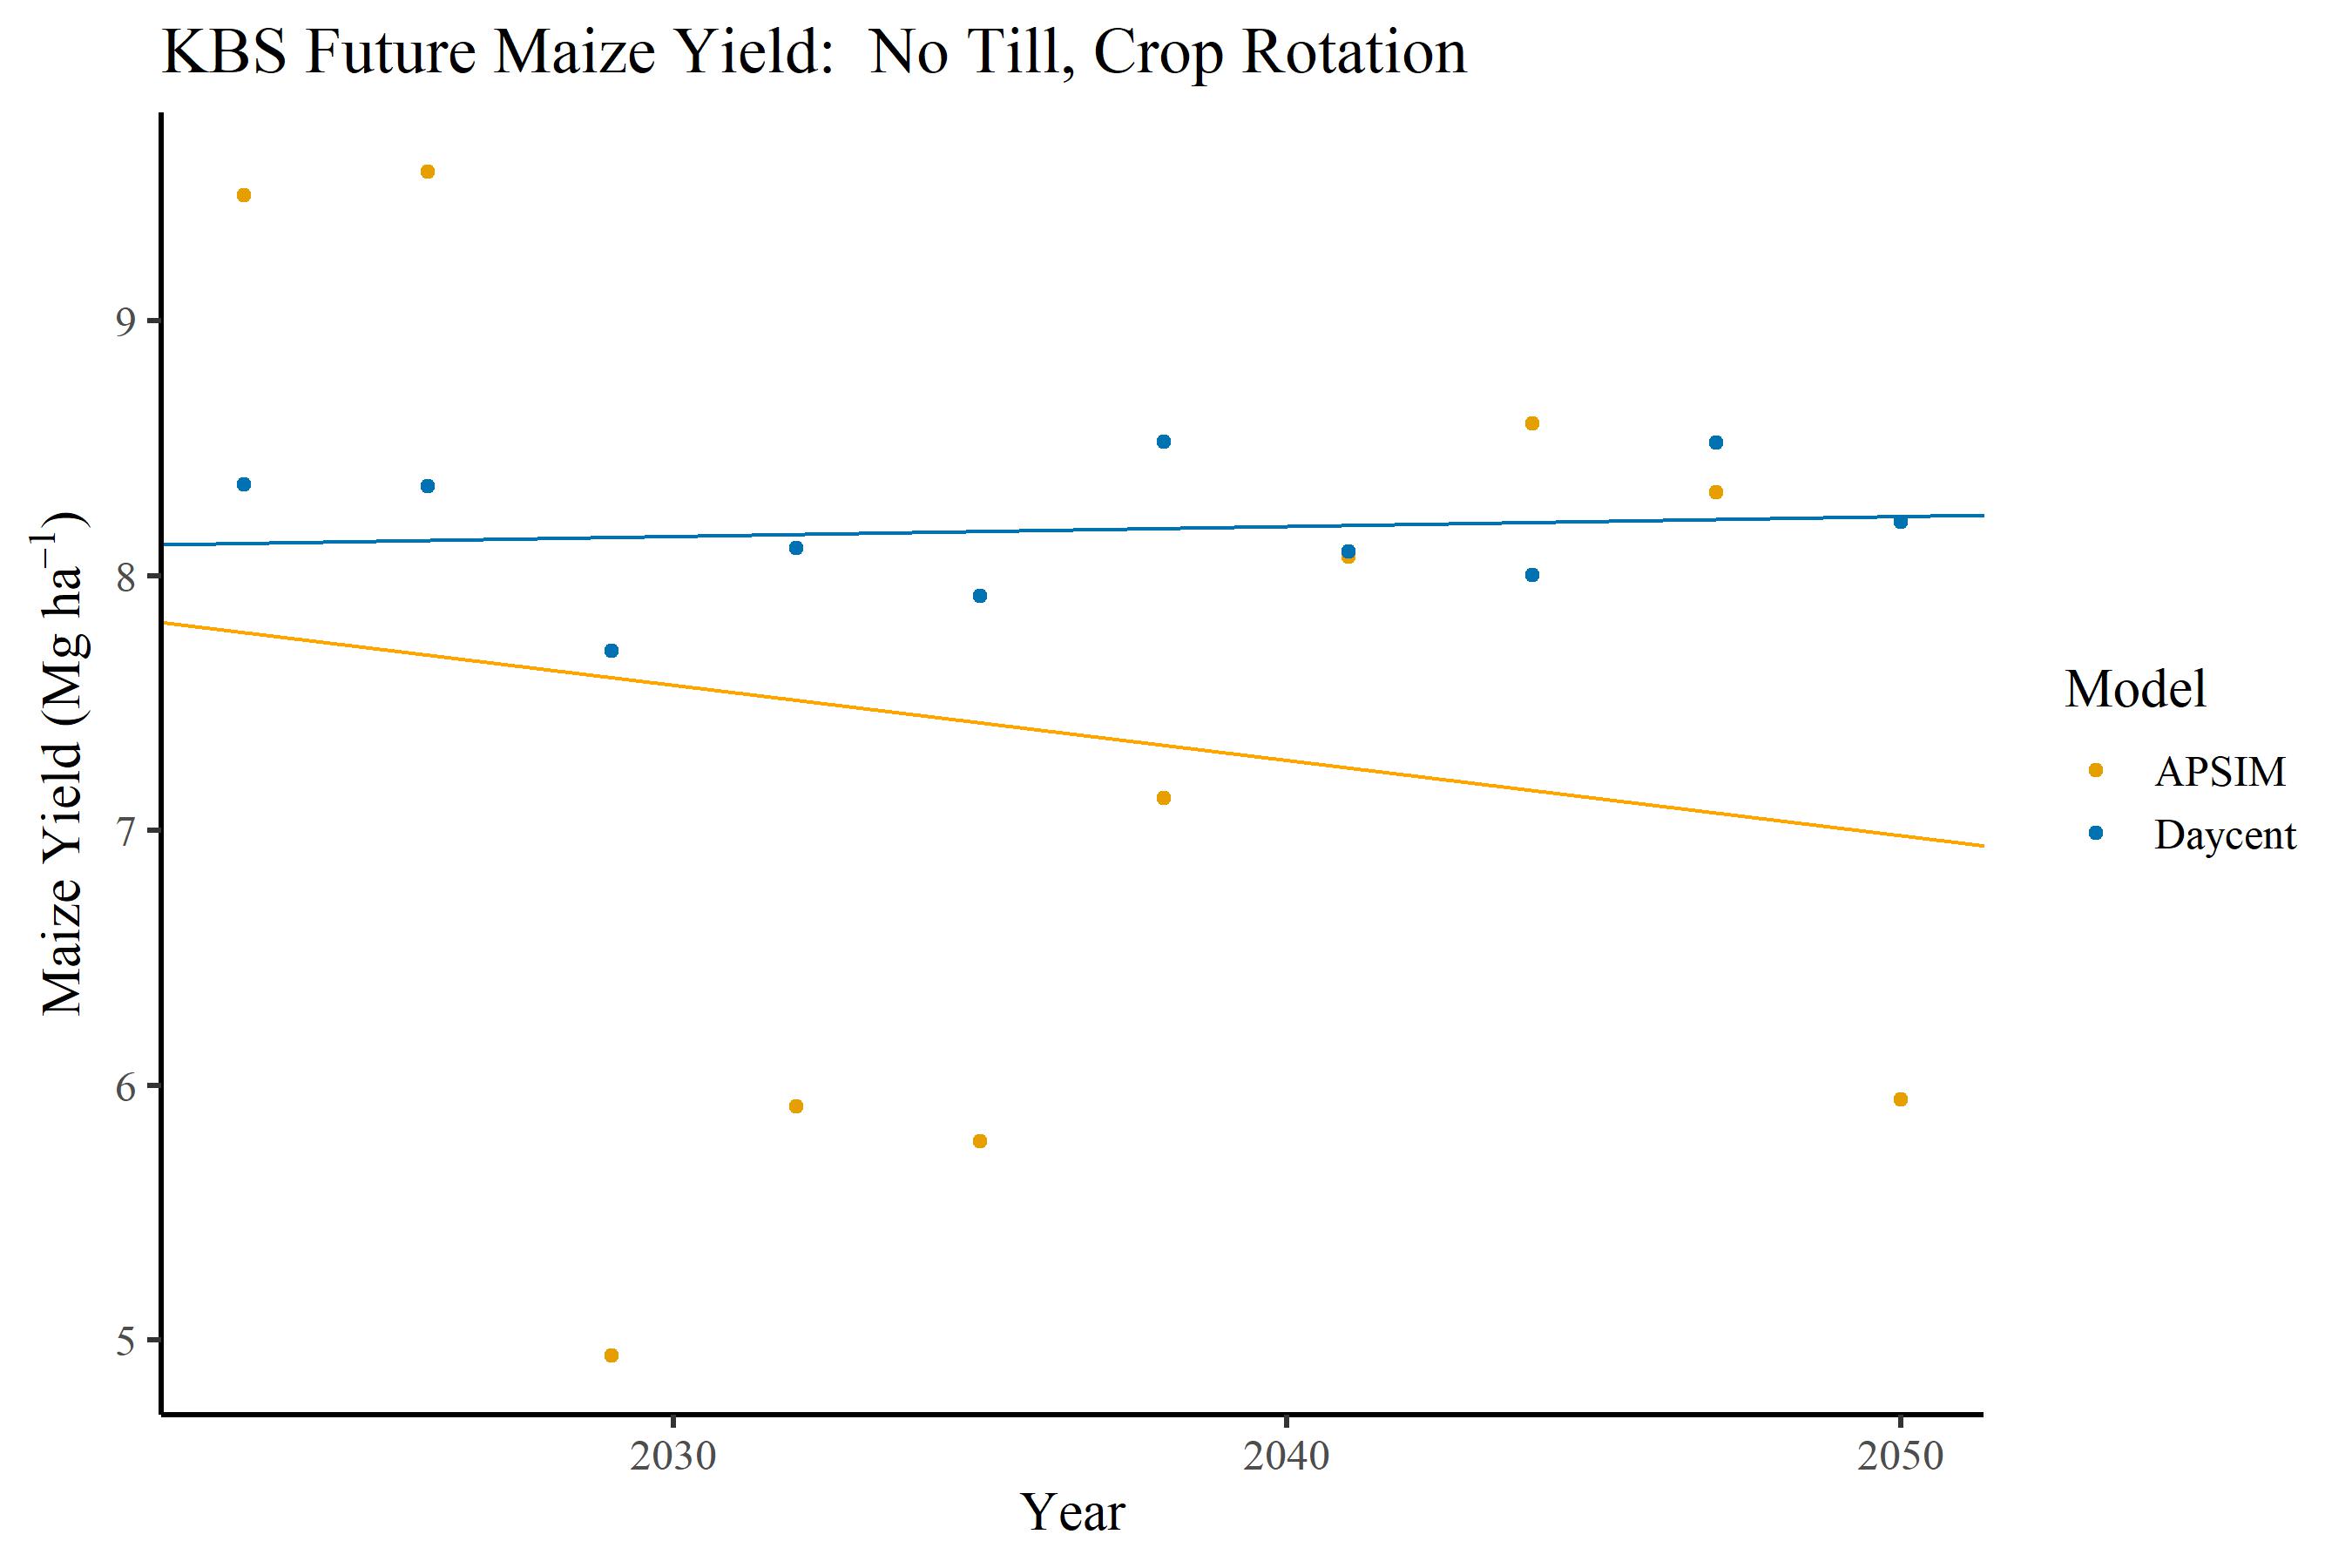 KBS Future Maize Yield:  No Till, Crop Rotation
Maize Yield (Mg ha⁻¹)
9
8
7
6
5
2030
2040
2050
Year
Model
APSIM
Daycent